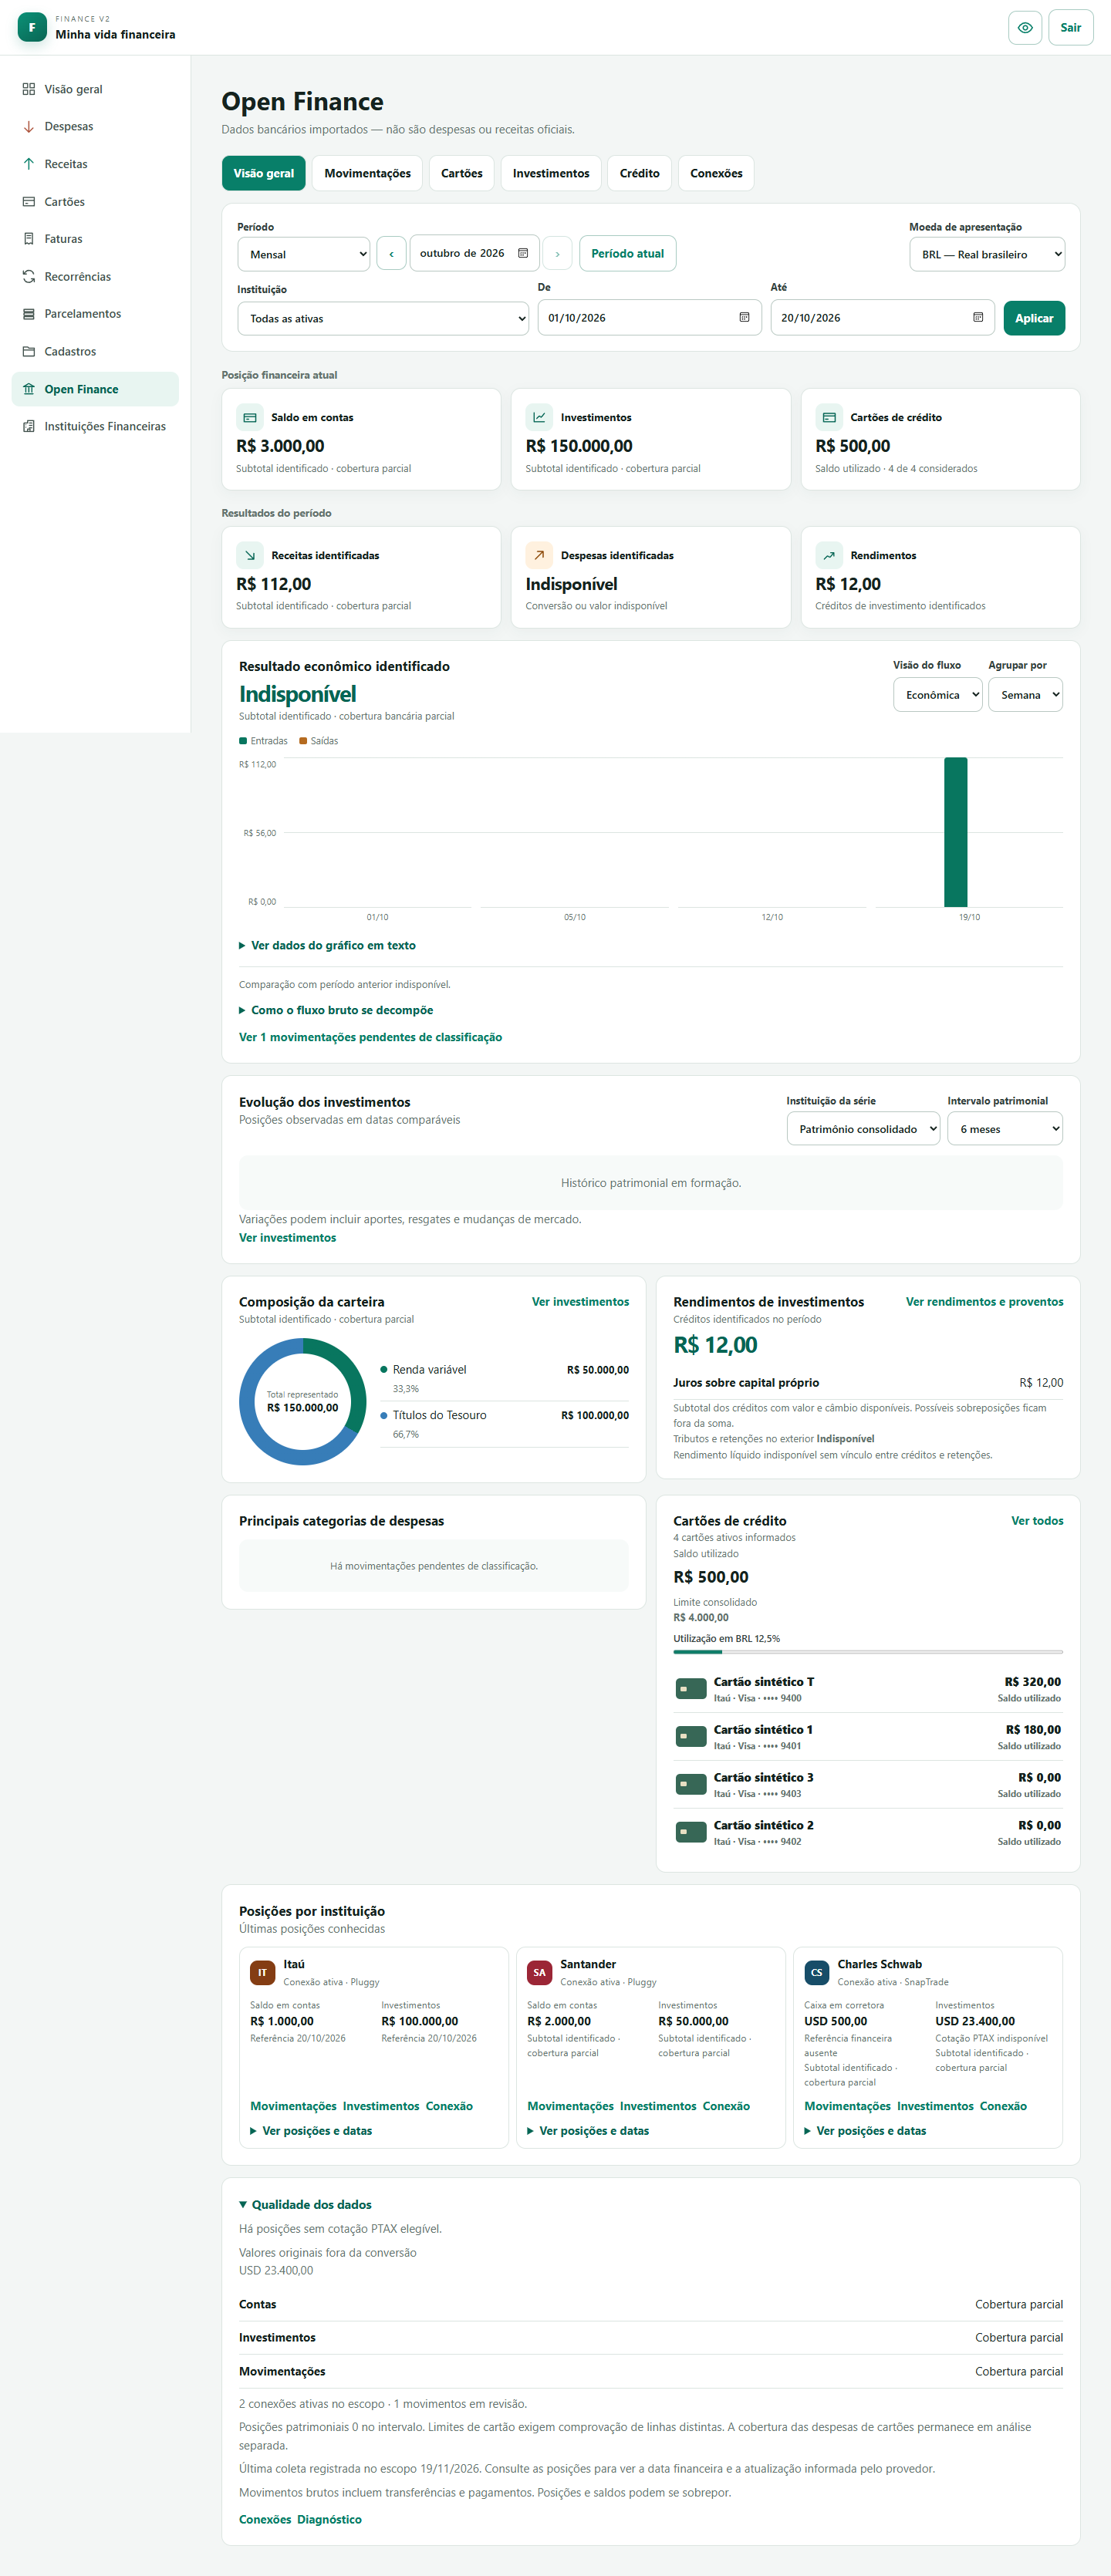 F
FINANCE V2
Minha vida financeira
Sair
Visão geral
Despesas
Receitas
Cartões
Faturas
Recorrências
Parcelamentos
Cadastros
Open Finance
Instituições Financeiras
Open Finance
Dados bancários importados — não são despesas ou receitas oficiais.
Visão geral
Movimentações
Cartões
Investimentos
Crédito
Conexões
Período
Mensal
‹
outubro de 2026
›
Período atual
Moeda de apresentação
BRL — Real brasileiro
Instituição
Todas as ativas
De
01/10/2026
Até
20/10/2026
Aplicar
Posição financeira atual
Saldo em contas
R$ 3.000,00
Subtotal identificado · cobertura parcial
Investimentos
R$ 150.000,00
Subtotal identificado · cobertura parcial
Cartões de crédito
R$ 500,00
Saldo utilizado · 4 de 4 considerados
Resultados do período
Receitas identificadas
R$ 112,00
Subtotal identificado · cobertura parcial
Despesas identificadas
Indisponível
Conversão ou valor indisponível
Rendimentos
R$ 12,00
Créditos de investimento identificados
Resultado econômico identificado
Indisponível
Subtotal identificado · cobertura bancária parcial
Visão do fluxo
Econômica
Agrupar por
Semana
Entradas
Saídas
R$ 112,00
R$ 56,00
R$ 0,00
01/10
05/10
12/10
19/10
▶ Ver dados do gráfico em texto
Comparação com período anterior indisponível.
▶ Como o fluxo bruto se decompõe
Ver 1 movimentações pendentes de classificação
Evolução dos investimentos
Posições observadas em datas comparáveis
Instituição da série
Patrimônio consolidado
Intervalo patrimonial
6 meses
Histórico patrimonial em formação.
Variações podem incluir aportes, resgates e mudanças de mercado.
Ver investimentos
Composição da carteira
Ver investimentos
Subtotal identificado · cobertura parcial
Total representado
R$ 150.000,00
Renda variável
R$ 50.000,00
33,3%
Títulos do Tesouro
R$ 100.000,00
66,7%
Rendimentos de investimentos
Ver rendimentos e proventos
Créditos identificados no período
R$ 12,00
Juros sobre capital próprio
R$ 12,00
Subtotal dos créditos com valor e câmbio disponíveis. Possíveis sobreposições ficam
fora da soma.
Tributos e retenções no exterior Indisponível
Rendimento líquido indisponível sem vínculo entre créditos e retenções.
Principais categorias de despesas
Há movimentações pendentes de classificação.
Cartões de crédito
Ver todos
4 cartões ativos informados
Saldo utilizado
R$ 500,00
Limite consolidado
R$ 4.000,00
Utilização em BRL 12,5%
Cartão sintético T
R$ 320,00
Itaú · Visa · •••• 9400
Saldo utilizado
Cartão sintético 1
R$ 180,00
Itaú · Visa · •••• 9401
Saldo utilizado
Cartão sintético 3
R$ 0,00
Itaú · Visa · •••• 9403
Saldo utilizado
Cartão sintético 2
R$ 0,00
Itaú · Visa · •••• 9402
Saldo utilizado
Posições por instituição
Últimas posições conhecidas
IT
Itaú
Conexão ativa · Pluggy
Saldo em contas
R$ 1.000,00
Referência 20/10/2026
Investimentos
R$ 100.000,00
Referência 20/10/2026
Movimentações Investimentos Conexão
▶ Ver posições e datas
SA
Santander
Conexão ativa · Pluggy
Saldo em contas
R$ 2.000,00
Subtotal identificado ·
cobertura parcial
Investimentos
R$ 50.000,00
Subtotal identificado ·
cobertura parcial
Movimentações Investimentos Conexão
▶ Ver posições e datas
CS
Charles Schwab
Conexão ativa · SnapTrade
Caixa em corretora
USD 500,00
Referência financeira
ausente
Subtotal identificado ·
cobertura parcial
Investimentos
USD 23.400,00
Cotação PTAX indisponível
Subtotal identificado ·
cobertura parcial
Movimentações Investimentos Conexão
▶ Ver posições e datas
▼ Qualidade dos dados
Há posições sem cotação PTAX elegível.
Valores originais fora da conversão
USD 23.400,00
Contas
Cobertura parcial
Investimentos
Cobertura parcial
Movimentações
Cobertura parcial
2 conexões ativas no escopo · 1 movimentos em revisão.
Posições patrimoniais 0 no intervalo. Limites de cartão exigem comprovação de linhas distintas. A cobertura das despesas de cartões permanece em análise
separada.
Última coleta registrada no escopo 19/11/2026. Consulte as posições para ver a data financeira e a atualização informada pelo provedor.
Movimentos brutos incluem transferências e pagamentos. Posições e saldos podem se sobrepor.
Conexões Diagnóstico